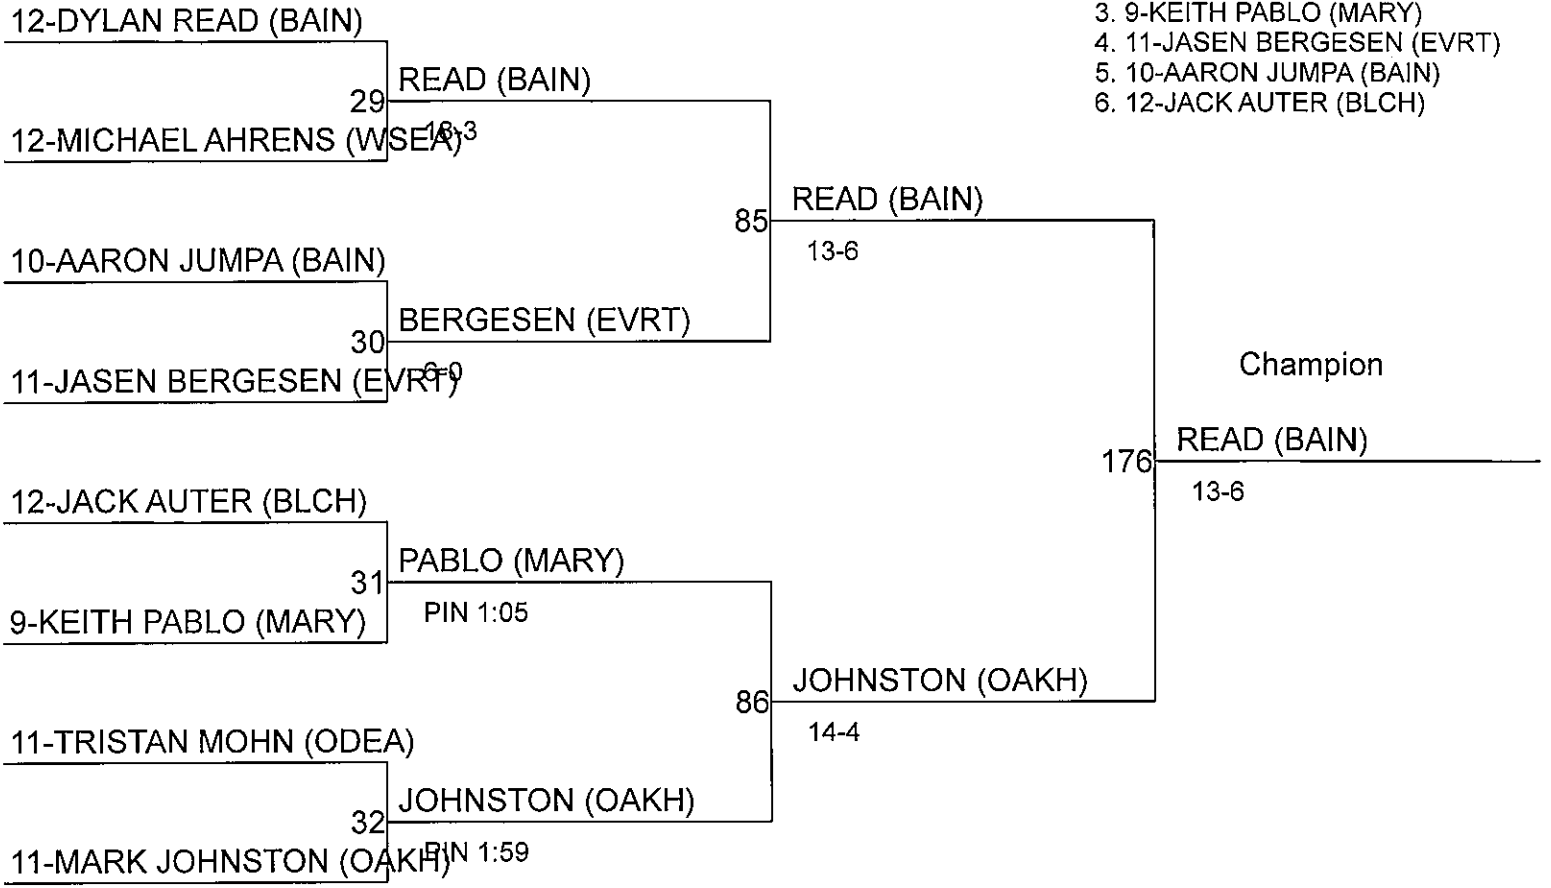 12-DYLAN READ (BAIN)
3. 9-KEITH PABLO (MARY)
4. 11-JASEN BERGESEN (EVRT)
5. 10-AARON JUMPA (BAIN)
6. 12-JACK AUTER (BLCH)
READ (BAIN)
29
18-3
12-MICHAEL AHRENS (WSEA)
READ (BAIN)
85
13-6
10-AARON JUMPA (BAIN)
BERGESEN (EVRT)
30
6-0
11-JASEN BERGESEN (EVRT)
Champion
READ (BAIN)
176
13-6
12-JACK AUTER (BLCH)
PABLO (MARY)
31
PIN 1:05
9-KEITH PABLO (MARY)
JOHNSTON (OAKH)
86
14-4
11-TRISTAN MOHN (ODEA)
JOHNSTON (OAKH)
32
PIN 1:59
11-MARK JOHNSTON (OAKH)